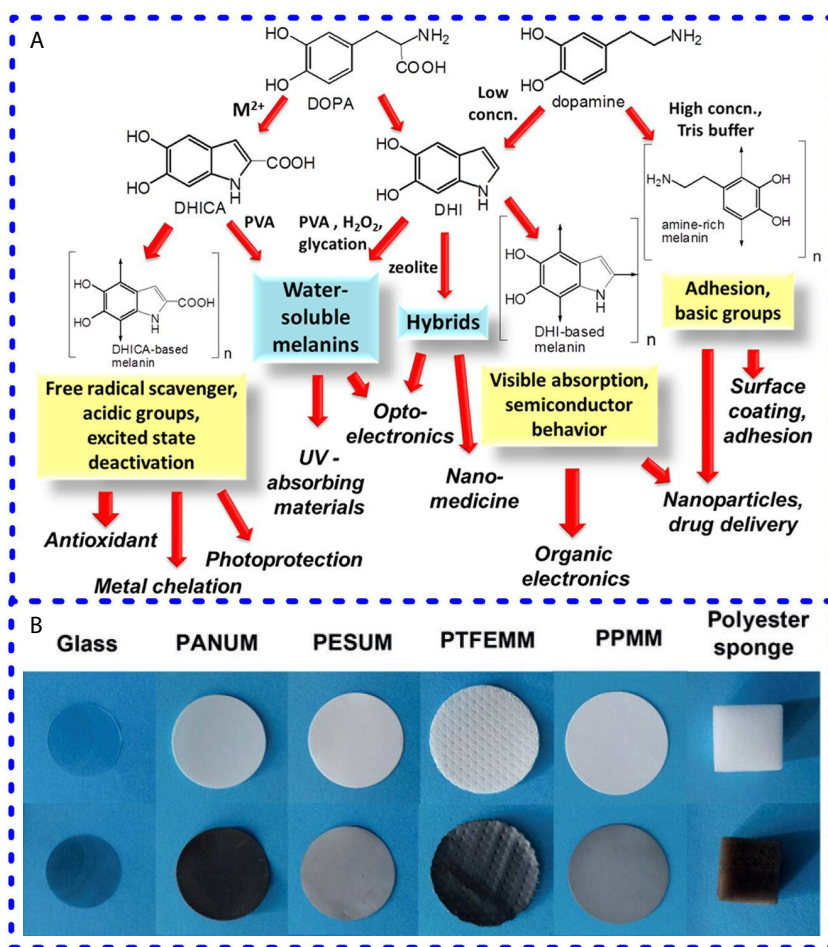 A
HO
HO
NH₂
COOH
DOPA
HO
HO
NH₂
dopamine
M²⁺
Low
concn.
High concn.,
Tris buffer
HO
HO
N
H
COOH
DHICA
HO
HO
N
H
DHI
H₂N
OH
OH
amine-rich
melanin
n
PVA
PVA , H₂O₂,
glycation
zeolite
HO
HO
N
H
COOH
DHICA-based
melanin
n
Water-
soluble
melanins
Hybrids
HO
HO
N
H
DHI-based
melanin
n
Adhesion,
basic groups
Free radical scavenger,
acidic groups,
excited state
deactivation
Visible absorption,
semiconductor
behavior
Surface
coating,
adhesion
Opto-
electronics
UV -
absorbing
materials
Nano-
medicine
Nanoparticles,
drug delivery
Antioxidant
Photoprotection
Metal chelation
Organic
electronics
B
Glass PANUM PESUM PTFEMM PPMM Polyester
sponge